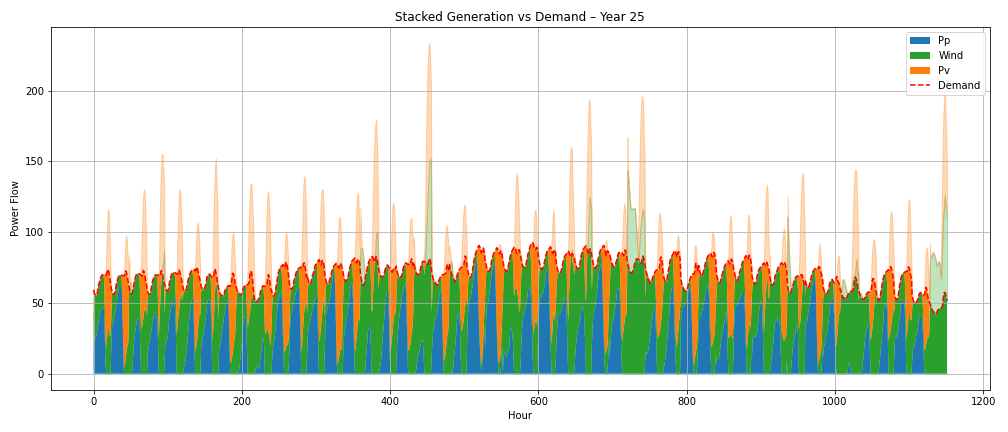 Stacked Generation vs Demand – Year 25
Pp
Wind
Pv
Demand
Power Flow
200
150
100
50
0
0 200 400 600 800 1000 1200
Hour